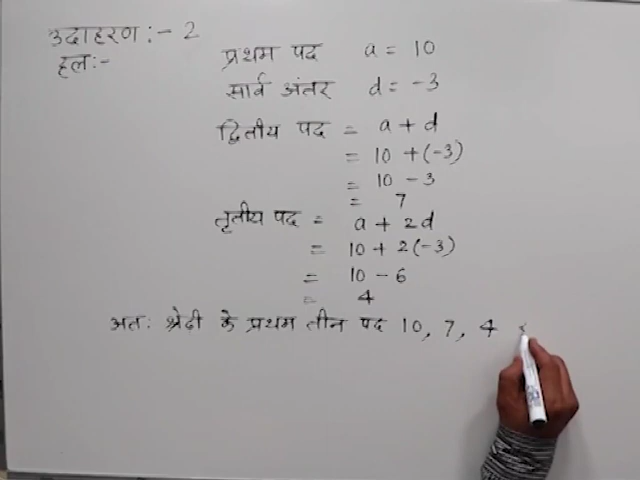 उदाहरण :- 2
हल :-
प्रथम पद a = 10
सार्व अंतर d = -3
द्वितीय पद = a + d
= 10 + (-3)
= 10 - 3
= 7
तृतीय पद = a + 2d
= 10 + 2(-3)
= 10 - 6
= 4
अतः श्रेढ़ी के प्रथम तीन पद 10, 7, 4